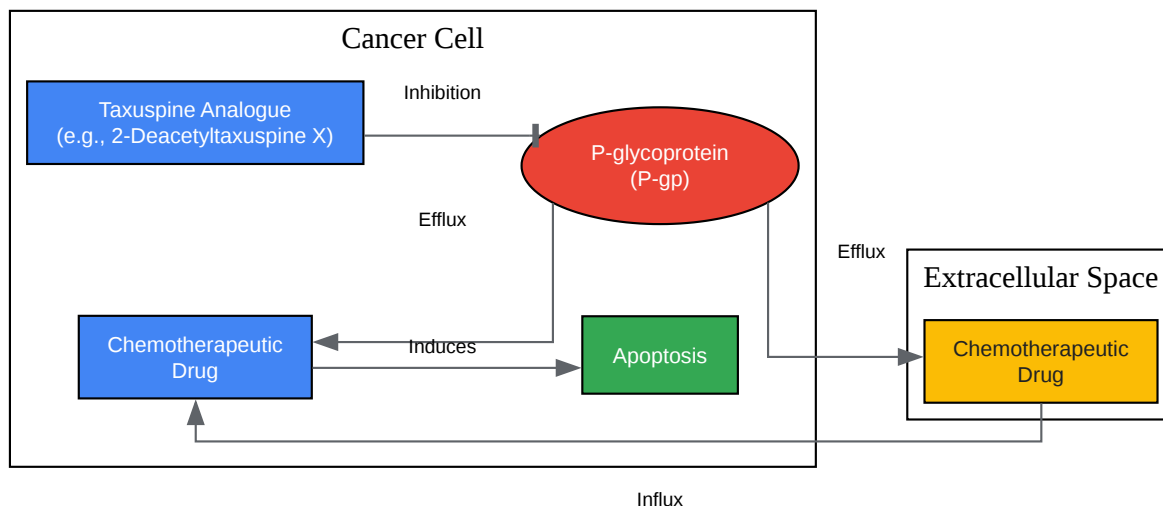 Cancer Cell
Taxuspine Analogue
(e.g., 2-Deacetyltaxuspine X)
Inhibition
P-glycoprotein
(P-gp)
Efflux
Efflux
Extracellular Space
Chemotherapeutic
Drug
Induces
Apoptosis
Chemotherapeutic
Drug
Influx